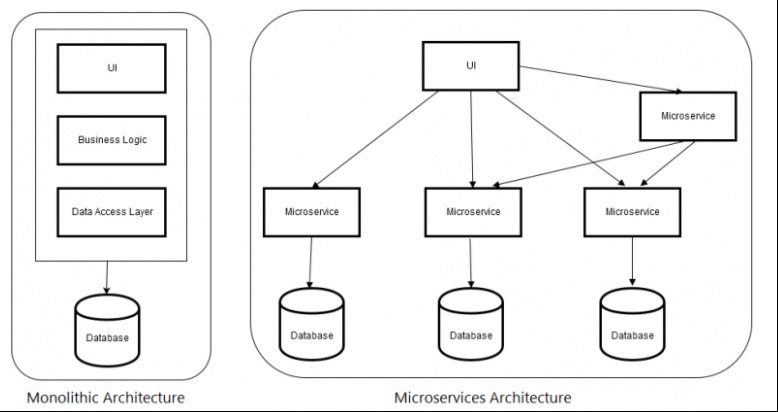 UI
Business Logic
Data Access Layer
Database
Monolithic Architecture
UI
Microservice
Microservice
Microservice
Microservice
Database
Database
Database
Microservices Architecture